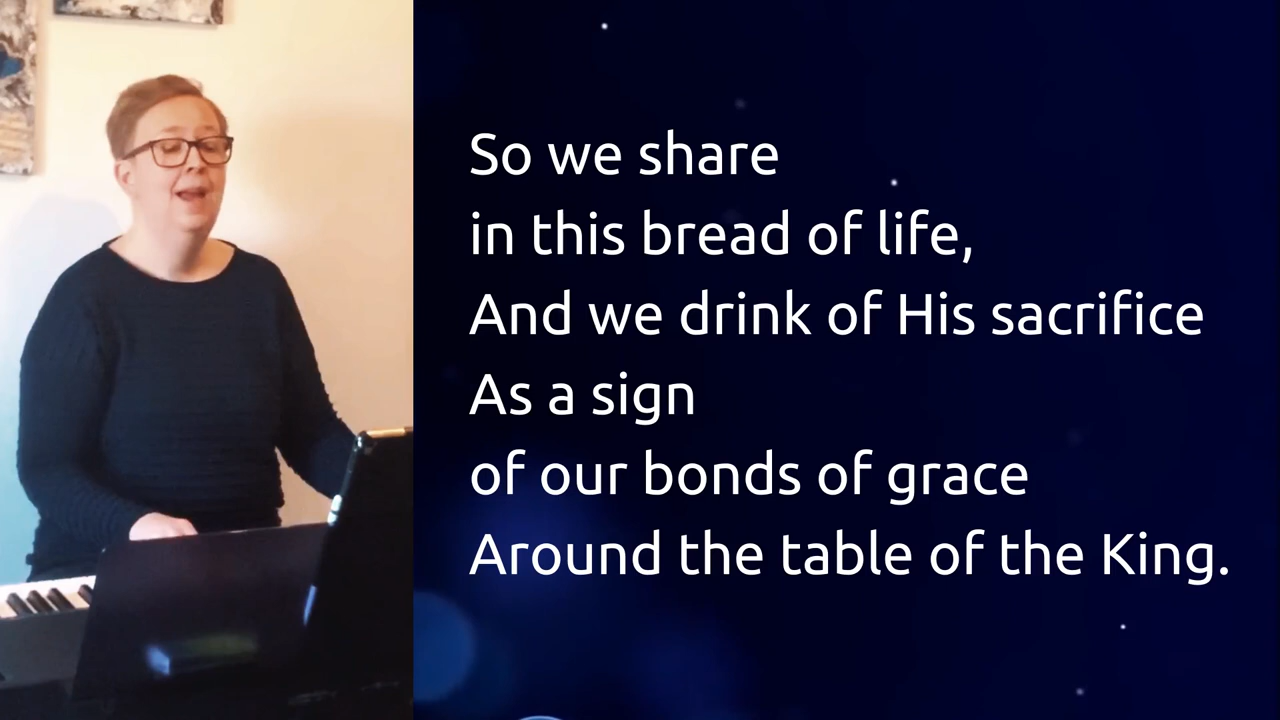 So we share
in this bread of life,
And we drink of His sacrifice
As a sign
of our bonds of grace
Around the table of the King.